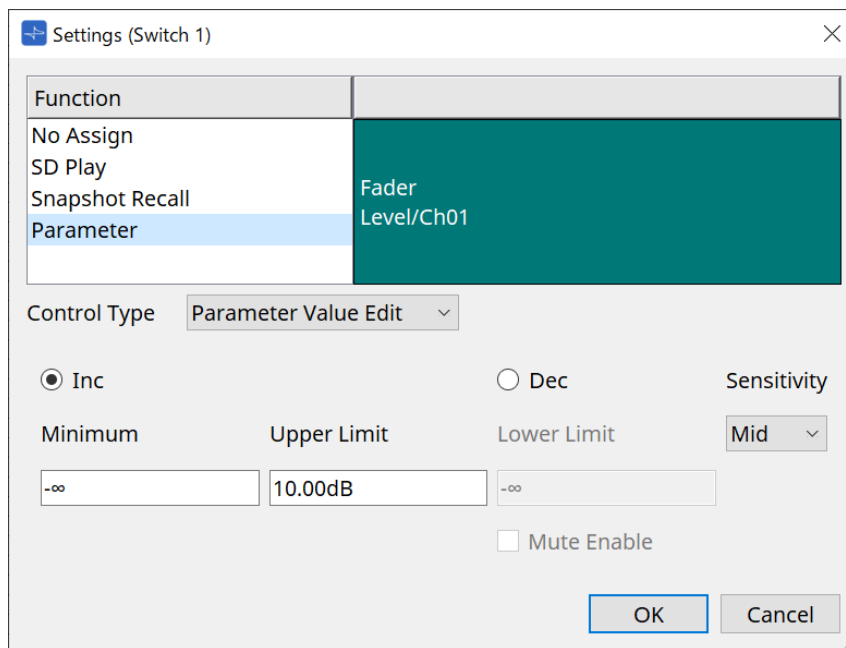 Settings (Switch 1)
Function
No Assign
SD Play
Snapshot Recall
Parameter
Fader
Level/Ch01
Control Type Parameter Value Edit
Inc Dec Sensitivity
Minimum Upper Limit Lower Limit Mid
-∞ 10.00dB -∞
Mute Enable
OK Cancel